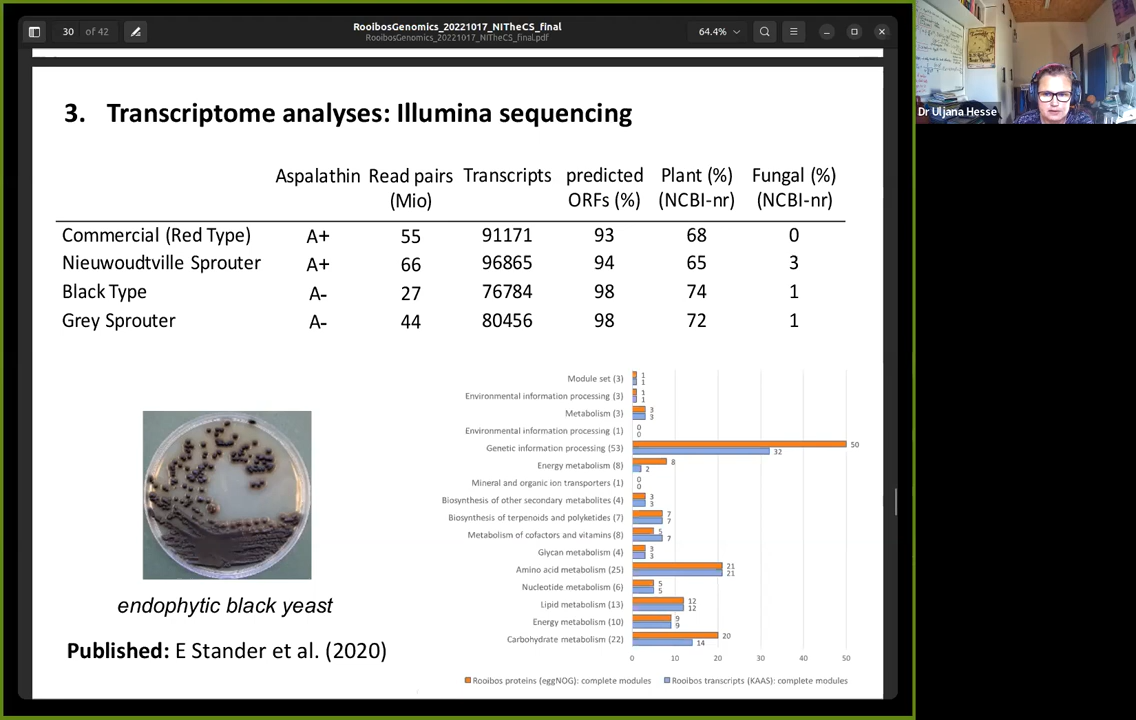 30 of 42
RooibosGenomics_20221017_NITheCS_final
RooibosGenomics_20221017_NITheCS_final.pdf
64.4%
Dr Uljana Hesse
3. Transcriptome analyses: Illumina sequencing
Aspalathin Read pairs Transcripts predicted Plant (%) Fungal (%)
(Mio) ORFs (%) (NCBI-nr) (NCBI-nr)
Commercial (Red Type) A+ 55 91171 93 68 0
Nieuwoudtville Sprouter A+ 66 96865 94 65 3
Black Type A- 27 76784 98 74 1
Grey Sprouter A- 44 80456 98 72 1
endophytic black yeast
Published: E Stander et al. (2020)
Module set (3) 1 1
Environmental information processing (3) 1 1
Metabolism (3) 3 3
Environmental information processing (1) 0 0
Genetic information processing (53) 50 32
Energy metabolism (8) 8 2
Mineral and organic ion transporters (1) 0 0
Biosynthesis of other secondary metabolites (4) 3 3
Biosynthesis of terpenoids and polyketides (7) 7 7
Metabolism of cofactors and vitamins (8) 5 7
Glycan metabolism (4) 3 3
Amino acid metabolism (25) 21 21
Nucleotide metabolism (6) 5 5
Lipid metabolism (13) 12 12
Energy metabolism (10) 9 9
Carbohydrate metabolism (22) 20 14
0 10 20 30 40 50
Rooibos proteins (eggNOG): complete modules Rooibos transcripts (KAAS): complete modules